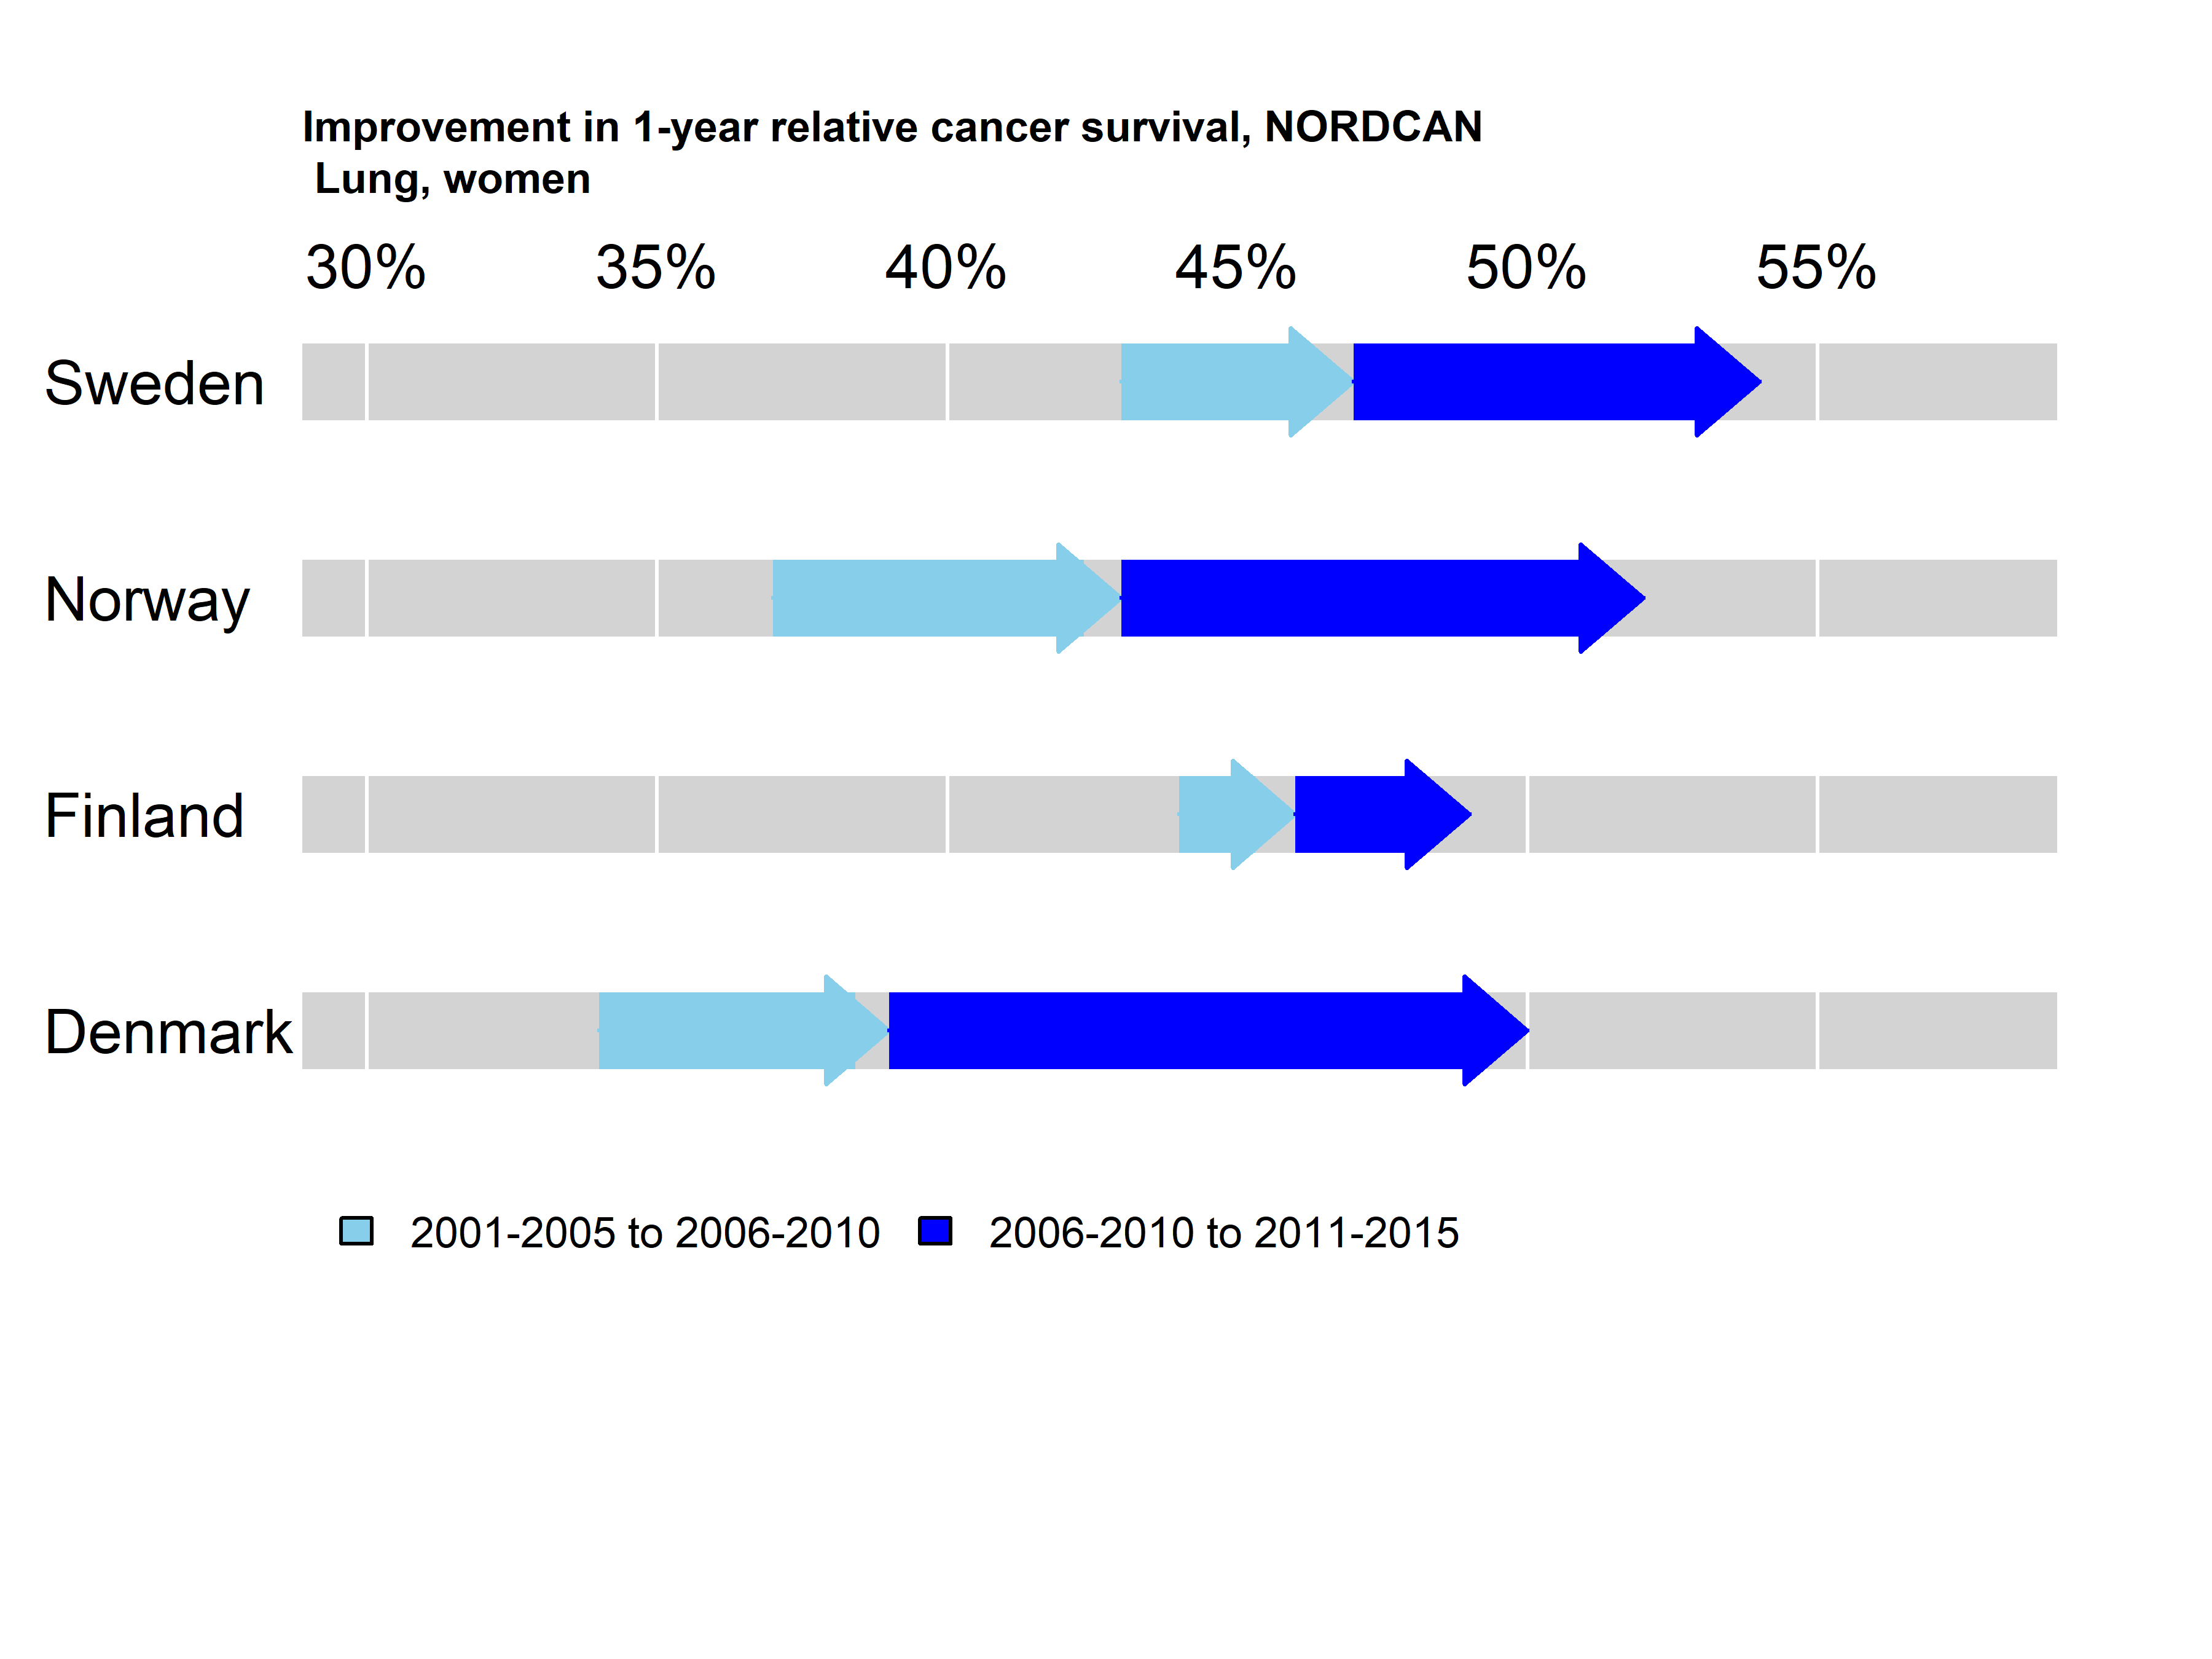 Improvement in 1-year relative cancer survival, NORDCAN
Lung, women
30% 35% 40% 45% 50% 55%
Sweden
Norway
Finland
Denmark
2001-2005 to 2006-2010 2006-2010 to 2011-2015